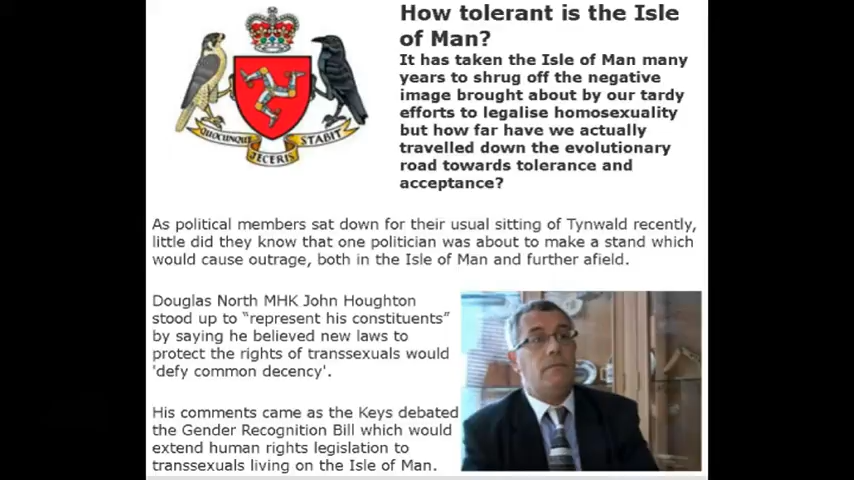 How tolerant is the Isle
of Man?
It has taken the Isle of Man many
years to shrug off the negative
image brought about by our tardy
efforts to legalise homosexuality
but how far have we actually
travelled down the evolutionary
road towards tolerance and
acceptance?
QUOCUNQUE
JECERIS
STABIT
As political members sat down for their usual sitting of Tynwald recently,
little did they know that one politician was about to make a stand which
would cause outrage, both in the Isle of Man and further afield.
Douglas North MHK John Houghton
stood up to “represent his constituents”
by saying he believed new laws to
protect the rights of transsexuals would
'defy common decency'.
His comments came as the Keys debated
the Gender Recognition Bill which would
extend human rights legislation to
transsexuals living on the Isle of Man.